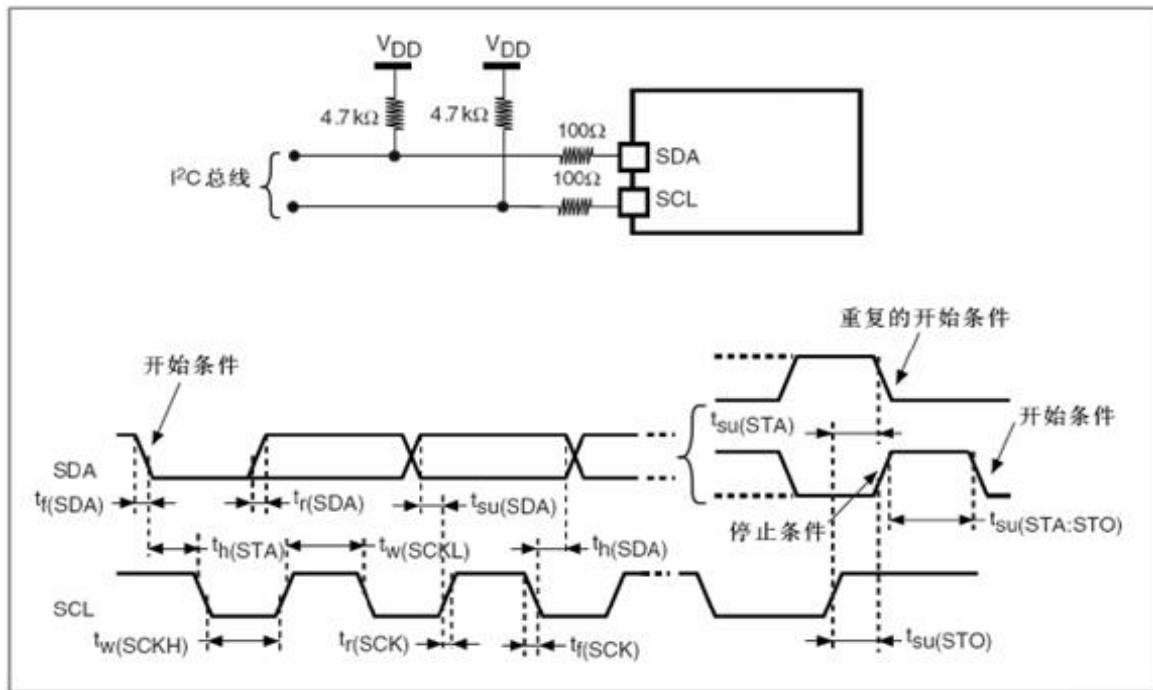 VDD VDD
4.7kΩ 4.7kΩ
100Ω
SDA
I²C 总线
100Ω
SCL
重复的开始条件
开始条件
tsu(STA)
开始条件
SDA
tf(SDA) tr(SDA) tsu(SDA)
停止条件
tsu(STA:STO)
th(STA) tw(SCKL) th(SDA)
SCL
tw(SCKH) tr(SCK) tf(SCK) tsu(STO)